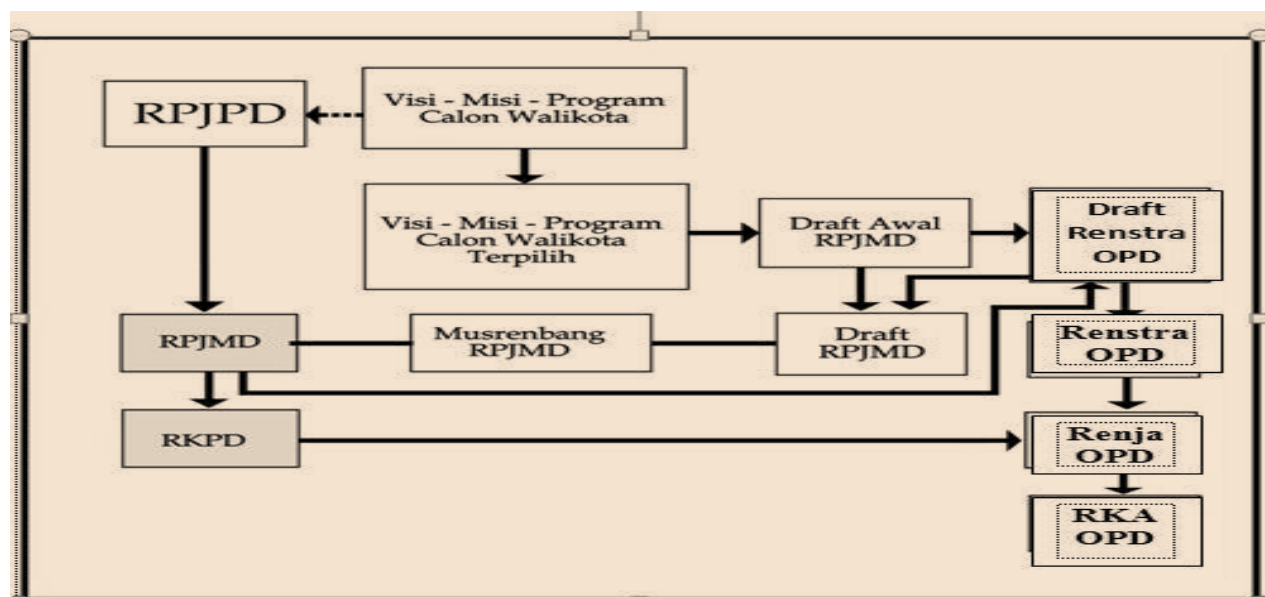 RPJPD
Visi - Misi - Program
Calon Walikota
Visi - Misi - Program
Calon Walikota
Terpilih
Draft Awal
RPJMD
Draft
Renstra
OPD
RPJMD
Musrenbang
RPJMD
Draft
RPJMD
Renstra
OPD
RKPD
Renja
OPD
RKA
OPD